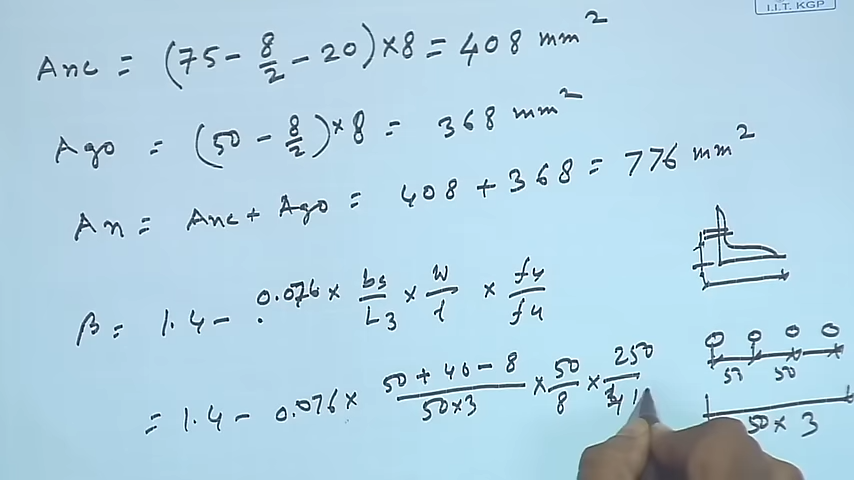 I.I.T. KGP
Anc = (75 - 8/2 - 20) × 8 = 408 mm²
Ago = (50 - 8/2) × 8 = 368 mm²
An = Anc + Ago = 408 + 368 = 776 mm²
β = 1.4 - 0.076 × bs/L3 × w/t × fy/fu
= 1.4 - 0.076 × 50 + 40 - 8/50×3 × 50/8 × 250/41
50 50
50 × 3